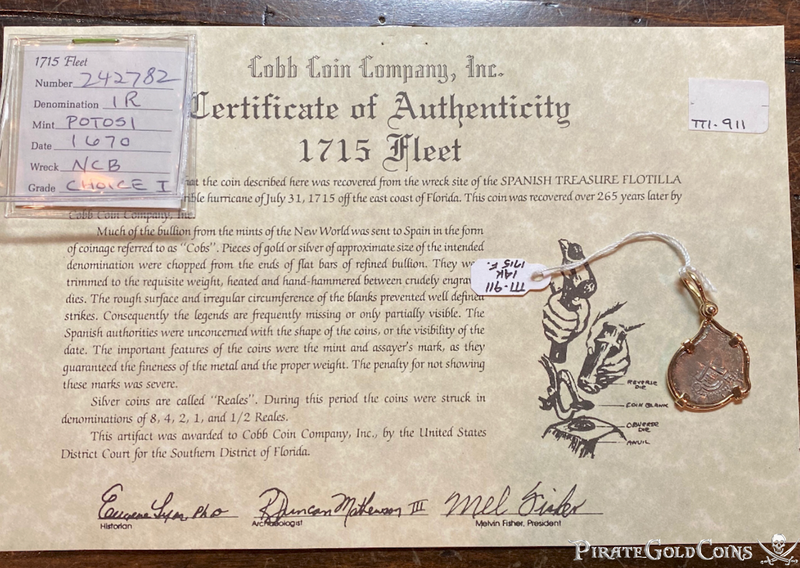 1715 Fleet
Number 242782
Denomination 1R
Mint POTOSI
Date 1670
Wreck NCB
Grade CHOICE I
Cobb Coin Company, Inc.
Certificate of Authenticity
1715 Fleet
TTI-911
at the coin described here was recovered from the wreck site of the SPANISH TREASURE FLOTILLA
rible hurricane of July 31, 1715 off the east coast of Florida. This coin was recovered over 265 years later by
Cobb Coin Company, Inc.
Much of the bullion from the mints of the New World was sent to Spain in the form
of coinage referred to as "Cobs". Pieces of gold or silver of approximate size of the intended
denomination were chopped from the ends of flat bars of refined bullion. They we
trimmed to the requisite weight, heated and hand-hammered between crudely engrav
dies. The rough surface and irregular circumference of the blanks prevented well defined
strikes. Consequently the legends are frequently missing or only partially visible. The
Spanish authorities were unconcerned with the shape of the coins, or the visibility of the
date. The important features of the coins were the mint and assayer's mark, as they
guaranteed the fineness of the metal and the proper weight. The penalty for not showing
these marks was severe.
Silver coins are called "Reales". During this period the coins were struck in
denominations of 8, 4, 2, 1, and 1/2 Reales.
This artifact was awarded to Cobb Coin Company, Inc., by the United States
District Court for the Southern District of Florida.
TTI-911
14K
1715 F.
REVERSE
DIE
COIN BLANK
OBVERSE
DIE
ANVIL
Eugene Lyon PhD
Historian
R Duncan Mathewson III
Archaeologist
Mel Fisher
Melvin Fisher, President
PIRATEGOLDCOINS